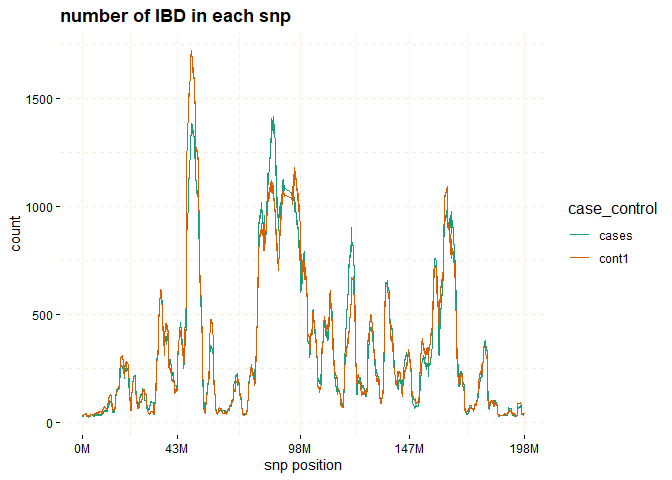 number of IBD in each snp
1500
1000
500
0
count
0M 43M 98M 147M 198M
snp position
case_control
cases
cont1